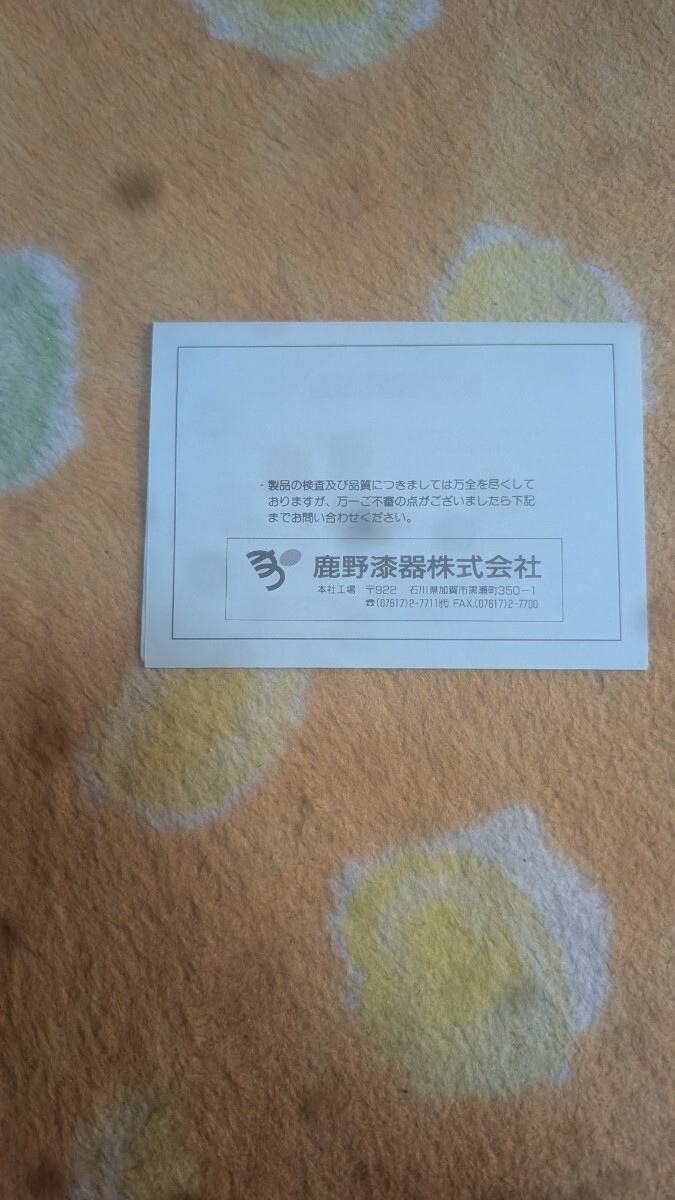 ・製品の検査及び品質につきましては万全を尽くして
おりますが、万一ご不審の点がございましたら下記
までお問い合わせください。
鹿野漆器株式会社
本社工場 〒922 石川県加賀市黒瀬町350-1
☎(07617)2-7711㈹ FAX.(07617)2-7700